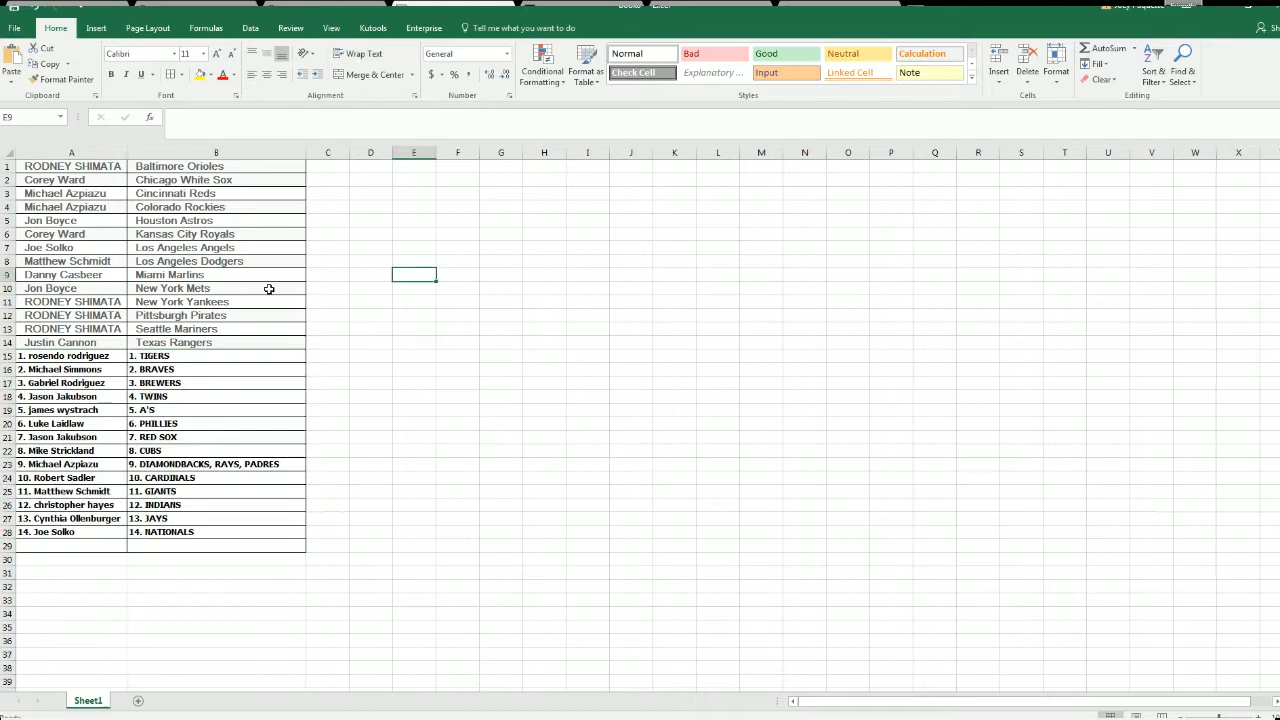 File Home Insert Page Layout Formulas Data Review View Kutools Enterprise Tell me what you want to do
Cut Calibri 11 Wrap Text General Normal Bad Good Neutral Calculation AutoSum
Paste Copy Conditional Format as Insert Delete Format Fill Sort & Find &
Format Painter B I U Merge & Center $ % Formatting Table Check Cell Explanatory ... Input Linked Cell Note Clear Filter Select
Clipboard Font Alignment Number Styles Cells Editing
E9 fx
A B C D E F G H I J K L M N O P Q R S T U V W X
1 RODNEY SHIMATA Baltimore Orioles
2 Corey Ward Chicago White Sox
3 Michael Azpiazu Cincinnati Reds
4 Michael Azpiazu Colorado Rockies
5 Jon Boyce Houston Astros
6 Corey Ward Kansas City Royals
7 Joe Solko Los Angeles Angels
8 Matthew Schmidt Los Angeles Dodgers
9 Danny Casbeer Miami Marlins
10 Jon Boyce New York Mets
11 RODNEY SHIMATA New York Yankees
12 RODNEY SHIMATA Pittsburgh Pirates
13 RODNEY SHIMATA Seattle Mariners
14 Justin Cannon Texas Rangers
15 1. rosendo rodriguez 1. TIGERS
16 2. Michael Simmons 2. BRAVES
17 3. Gabriel Rodriguez 3. BREWERS
18 4. Jason Jakubson 4. TWINS
19 5. james wystrach 5. A'S
20 6. Luke Laidlaw 6. PHILLIES
21 7. Jason Jakubson 7. RED SOX
22 8. Mike Strickland 8. CUBS
23 9. Michael Azpiazu 9. DIAMONDBACKS, RAYS, PADRES
24 10. Robert Sadler 10. CARDINALS
25 11. Matthew Schmidt 11. GIANTS
26 12. christopher hayes 12. INDIANS
27 13. Cynthia Ollenburger 13. JAYS
28 14. Joe Solko 14. NATIONALS
29
30
31
32
33
34
35
36
37
38
39
Sheet1